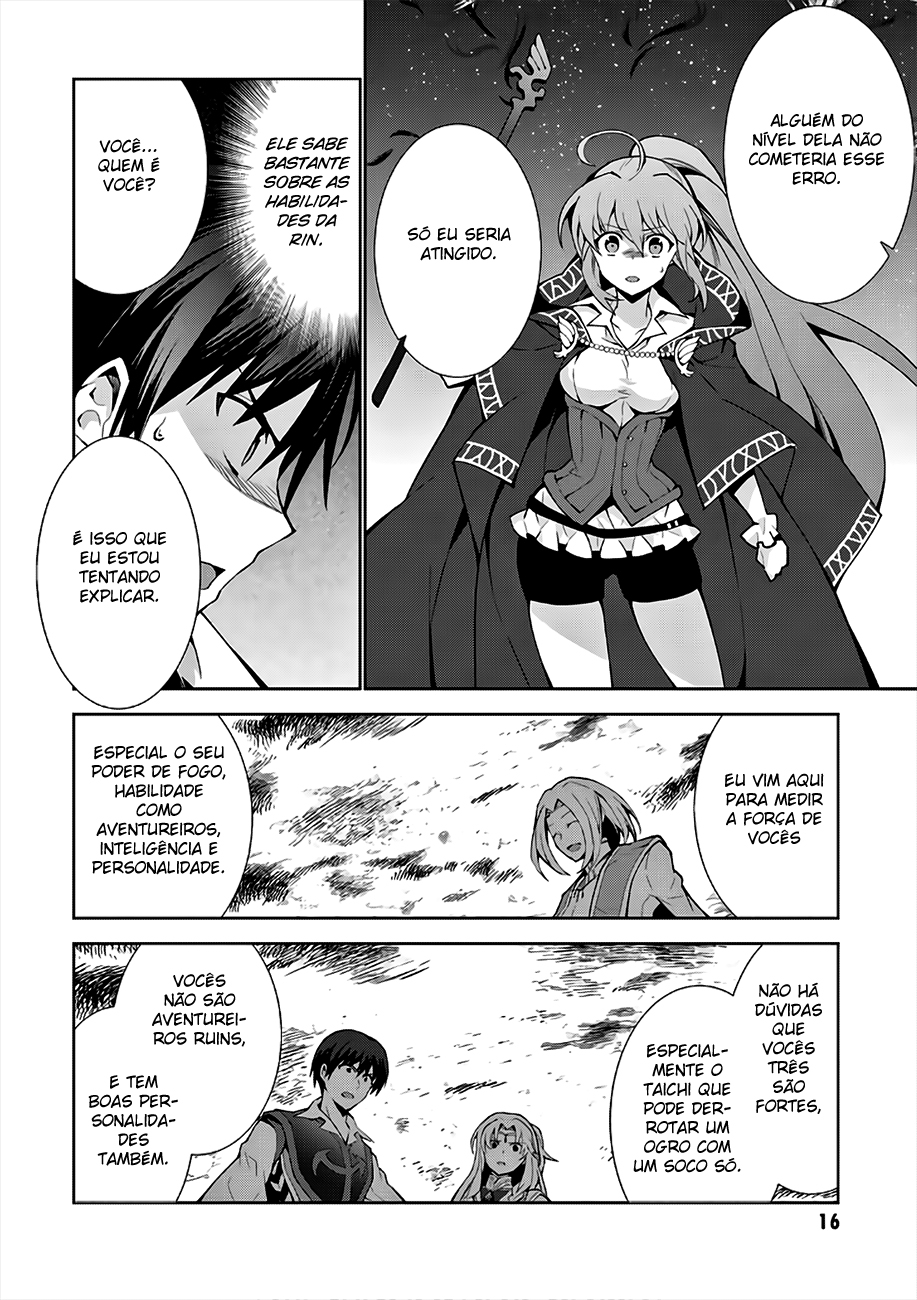 ALGUÉM DO
NÍVEL DELA NÃO
COMETERIA ESSE
ERRO.
SÓ EU SERIA
ATINGIDO.
ELE SABE
BASTANTE
SOBRE AS
HABILIDA-
DES DA
RIN.
VOCÊ...
QUEM É
VOCÊ?
É ISSO QUE
EU ESTOU
TENTANDO
EXPLICAR.
EU VIM AQUI
PARA MEDIR
A FORÇA DE
VOCÊS
ESPECIAL O SEU
PODER DE FOGO,
HABILIDADE
COMO
AVENTUREIROS,
INTELIGÊNCIA E
PERSONALIDADE.
NÃO HÁ
DÚVIDAS
QUE
VOCÊS
TRÊS
SÃO
FORTES,
ESPECIAL-
MENTE O
TAICHI QUE
PODE DER-
ROTAR UM
OGRO COM
UM SOCO SÓ.
VOCÊS
NÃO SÃO
AVENTUREI-
ROS RUINS,
E TEM
BOAS PER-
SONALIDA-
DES
TAMBÉM.
16